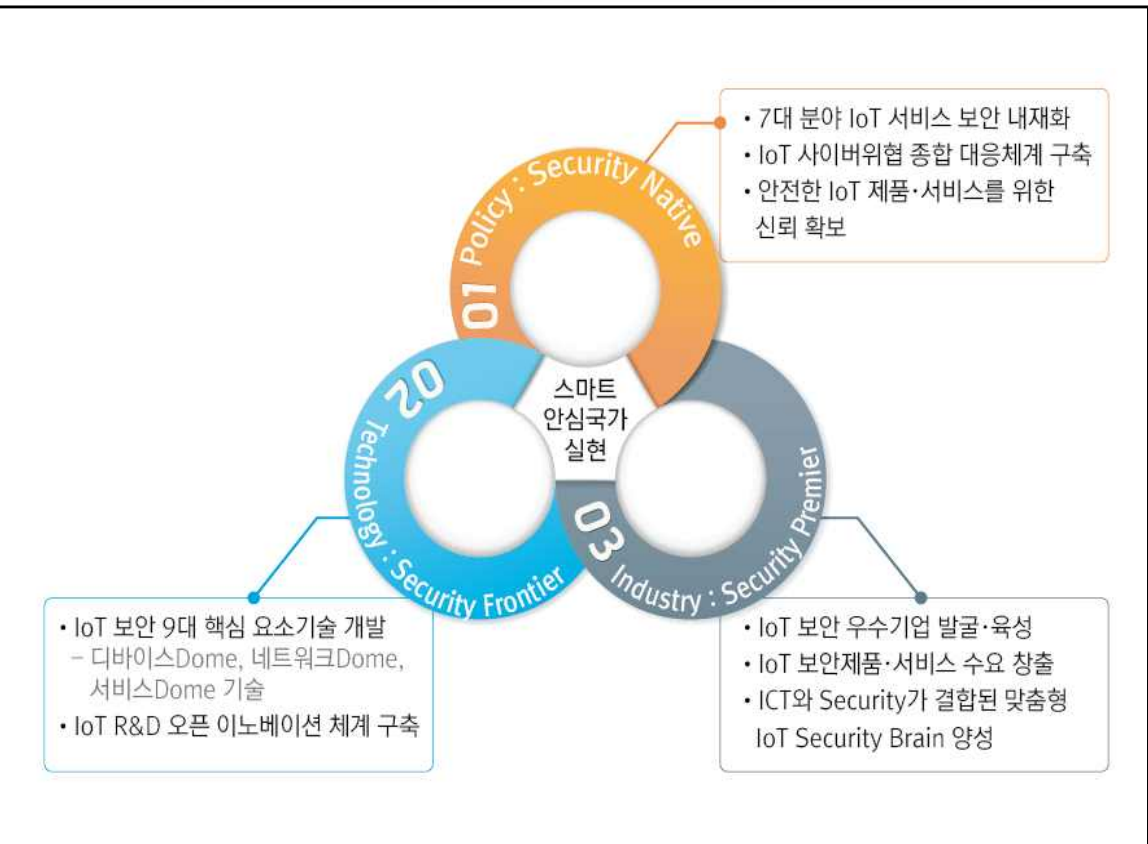 • 7대 분야 IoT 서비스 보안 내재화
• IoT 사이버위협 종합 대응체계 구축
• 안전한 IoT 제품·서비스를 위한
신뢰 확보
01 Policy : Security Native
스마트
안심국가
실현
02 Technology : Security Frontier
03 Industry : Security Premier
• IoT 보안 9대 핵심 요소기술 개발
– 디바이스Dome, 네트워크Dome,
서비스Dome 기술
• IoT R&D 오픈 이노베이션 체계 구축
• IoT 보안 우수기업 발굴·육성
• IoT 보안제품·서비스 수요 창출
• ICT와 Security가 결합된 맞춤형
IoT Security Brain 양성